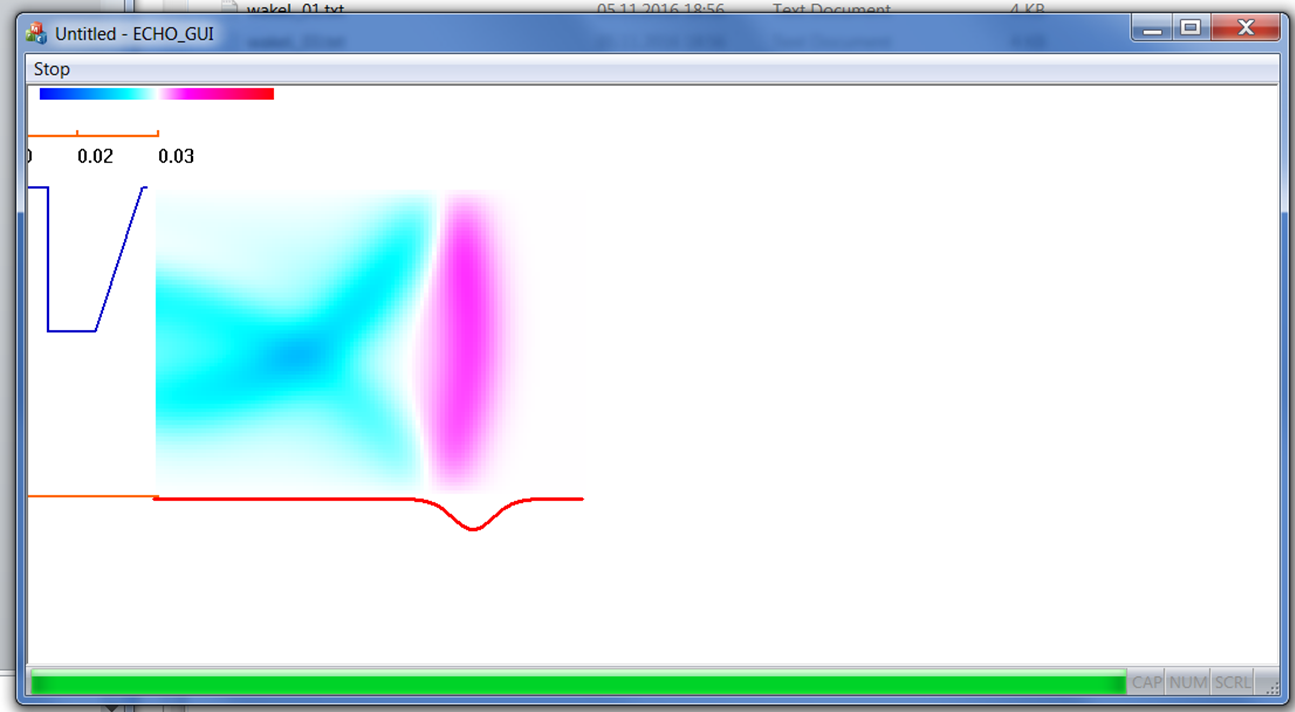 wakeL_01.txt 05.11.2016 18:56 Text Document 4 KB
Untitled - ECHO_GUI
Stop
0.02 0.03
CAP NUM SCRL